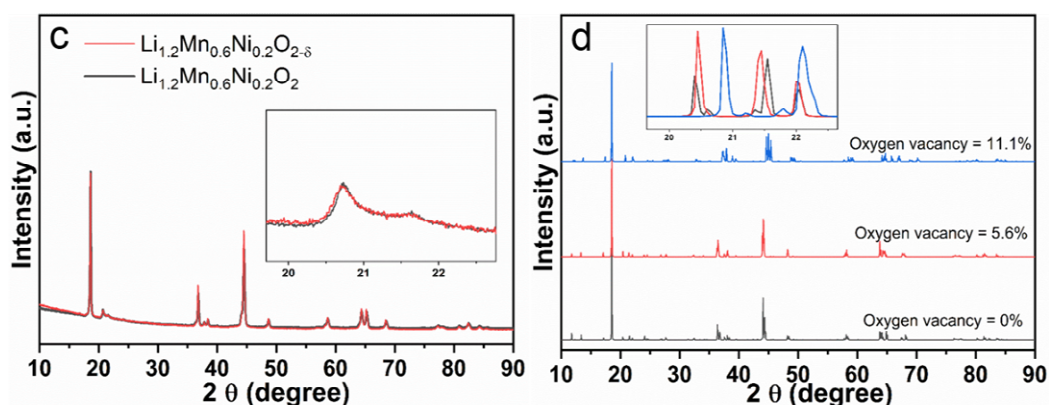 c
Li1.2Mn0.6Ni0.2O2-δ
Li1.2Mn0.6Ni0.2O2
Intensity (a.u.)
20 21 22
10 20 30 40 50 60 70 80 90
2 θ (degree)
d
20 21 22
Oxygen vacancy = 11.1%
Oxygen vacancy = 5.6%
Oxygen vacancy = 0%
Intensity (a.u.)
10 20 30 40 50 60 70 80 90
2 θ (degree)